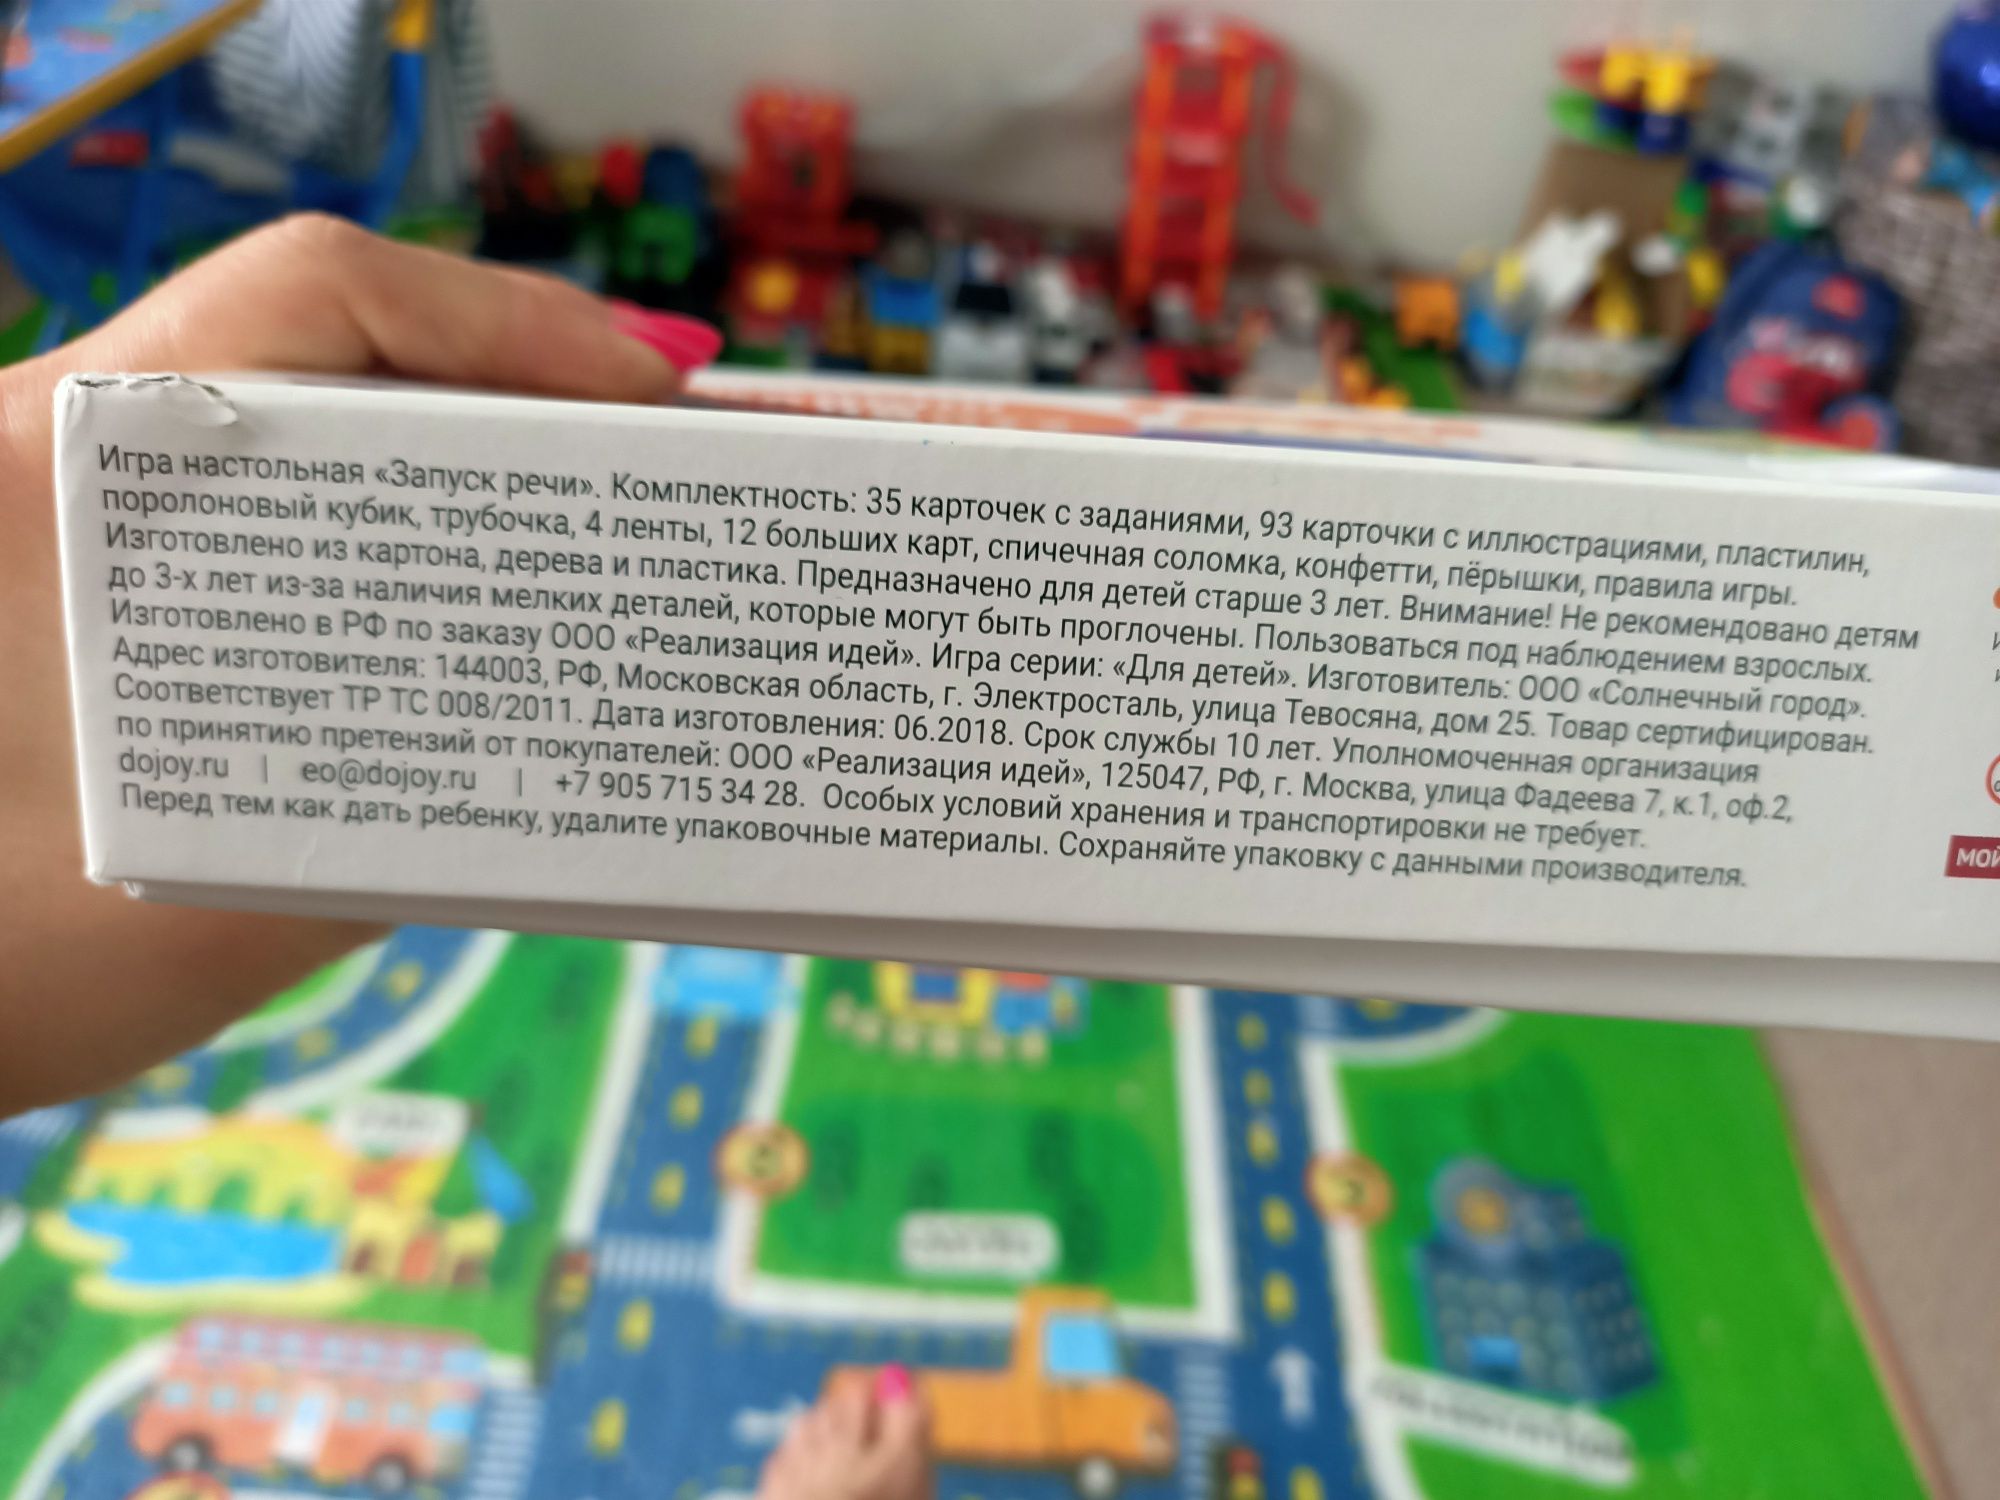 Игра настольная «Запуск речи». Комплектность: 35 карточек с заданиями, 93 карточки с иллюстрациями, пластилин,
поролоновый кубик, трубочка, 4 ленты, 12 больших карт, спичечная соломка, конфетти, пёрышки, правила игры.
Изготовлено из картона, дерева и пластика. Предназначено для детей старше 3 лет. Внимание! Не рекомендовано детям
до 3-х лет из-за наличия мелких деталей, которые могут быть проглочены. Пользоваться под наблюдением взрослых.
Изготовлено в РФ по заказу ООО «Реализация идей». Игра серии: «Для детей». Изготовитель: ООО «Солнечный город».
Адрес изготовителя: 144003, РФ, Московская область, г. Электросталь, улица Тевосяна, дом 25. Товар сертифицирован.
Соответствует ТР ТС 008/2011. Дата изготовления: 06.2018. Срок службы 10 лет. Уполномоченная организация
по принятию претензий от покупателей: ООО «Реализация идей», 125047, РФ, г. Москва, улица Фадеева 7, к.1, оф.2,
dojoy.ru | eo@dojoy.ru | +7 905 715 34 28. Особых условий хранения и транспортировки не требует.
Перед тем как дать ребенку, удалите упаковочные материалы. Сохраняйте упаковку с данными производителя.
МОЙ